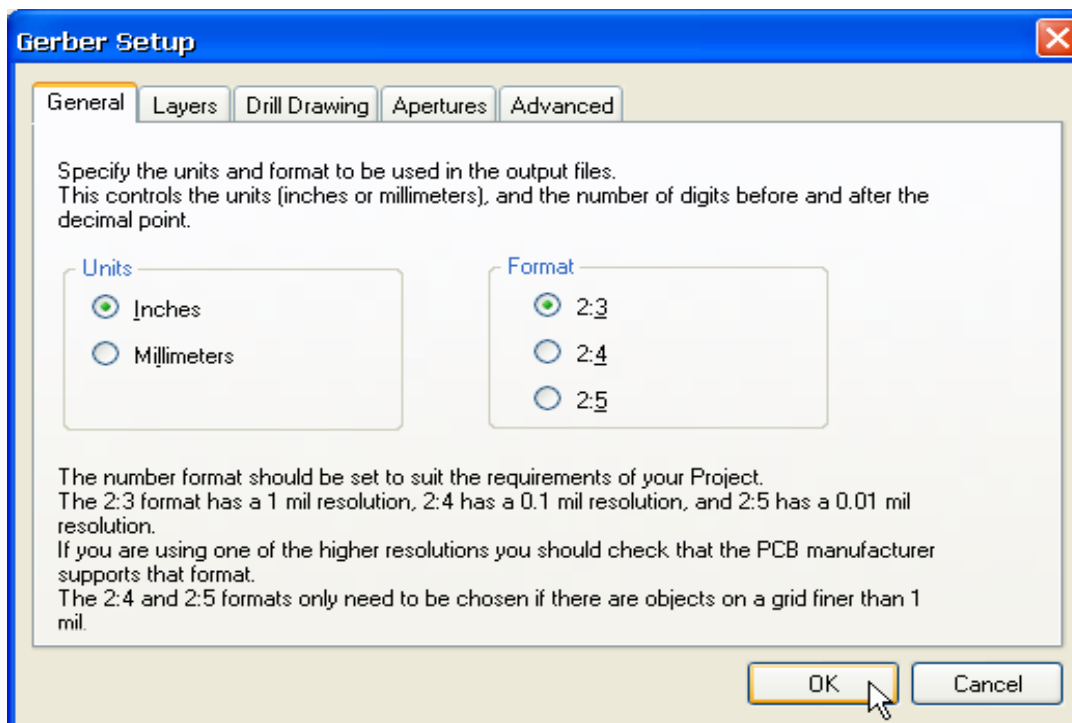 Gerber Setup
General Layers Drill Drawing Apertures Advanced
Specify the units and format to be used in the output files.
This controls the units (inches or millimeters), and the number of digits before and after the
decimal point.
Units
Inches
Millimeters
Format
2:3
2:4
2:5
The number format should be set to suit the requirements of your Project.
The 2:3 format has a 1 mil resolution, 2:4 has a 0.1 mil resolution, and 2:5 has a 0.01 mil
resolution.
If you are using one of the higher resolutions you should check that the PCB manufacturer
supports that format.
The 2:4 and 2:5 formats only need to be chosen if there are objects on a grid finer than 1
mil.
OK Cancel